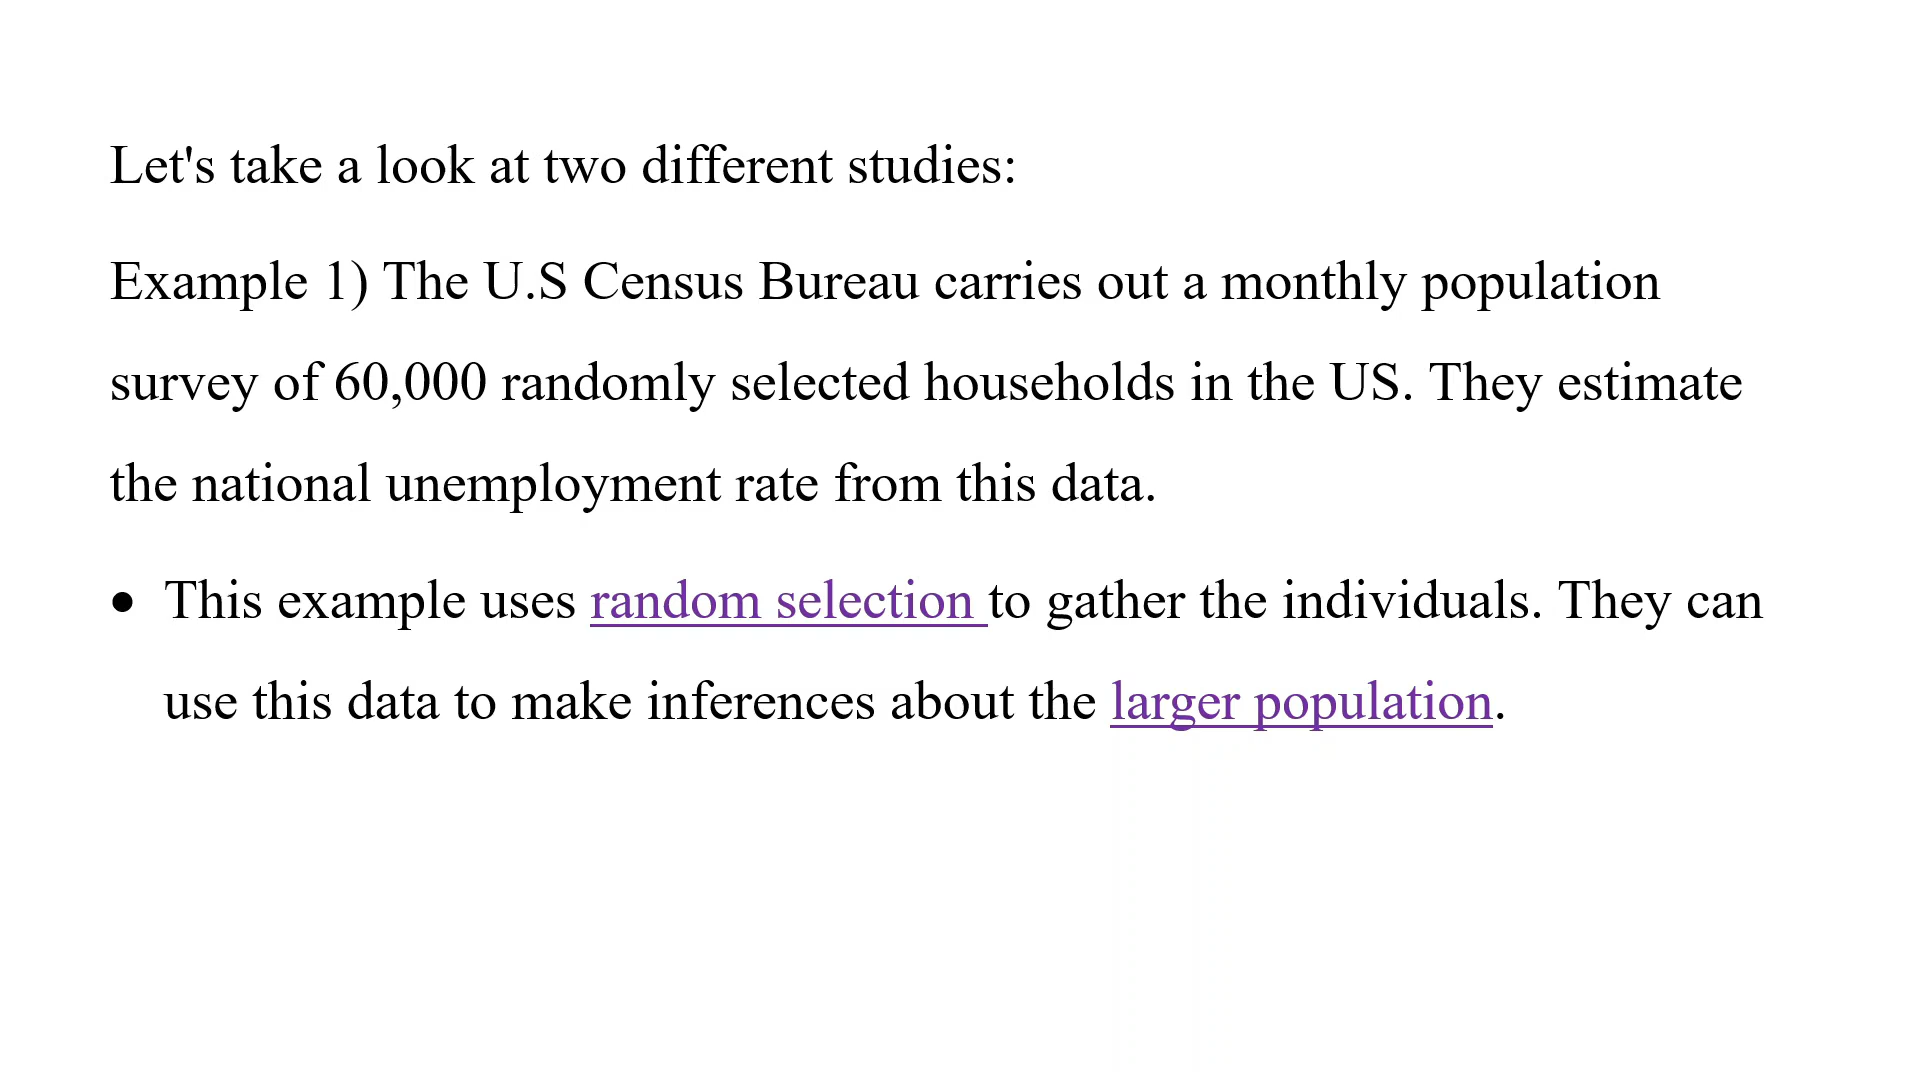 Let's take a look at two different studies:
Example 1) The U.S Census Bureau carries out a monthly population
survey of 60,000 randomly selected households in the US. They estimate
the national unemployment rate from this data.
• This example uses random selection to gather the individuals. They can
use this data to make inferences about the larger population.